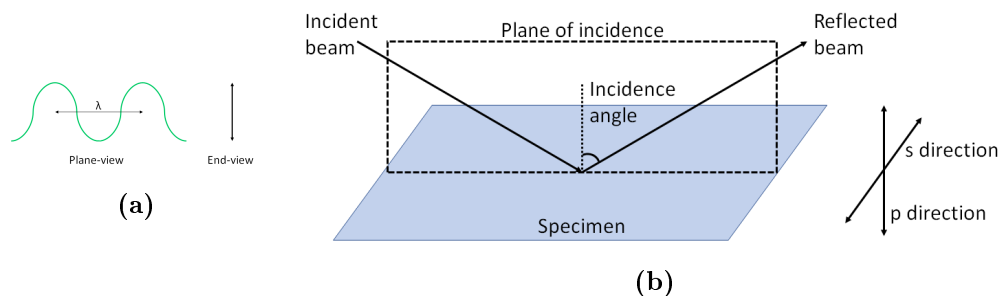 λ
Plane-view
End-view
(a)
Incident
beam
Plane of incidence
Reflected
beam
Incidence
angle
Specimen
s direction
p direction
(b)